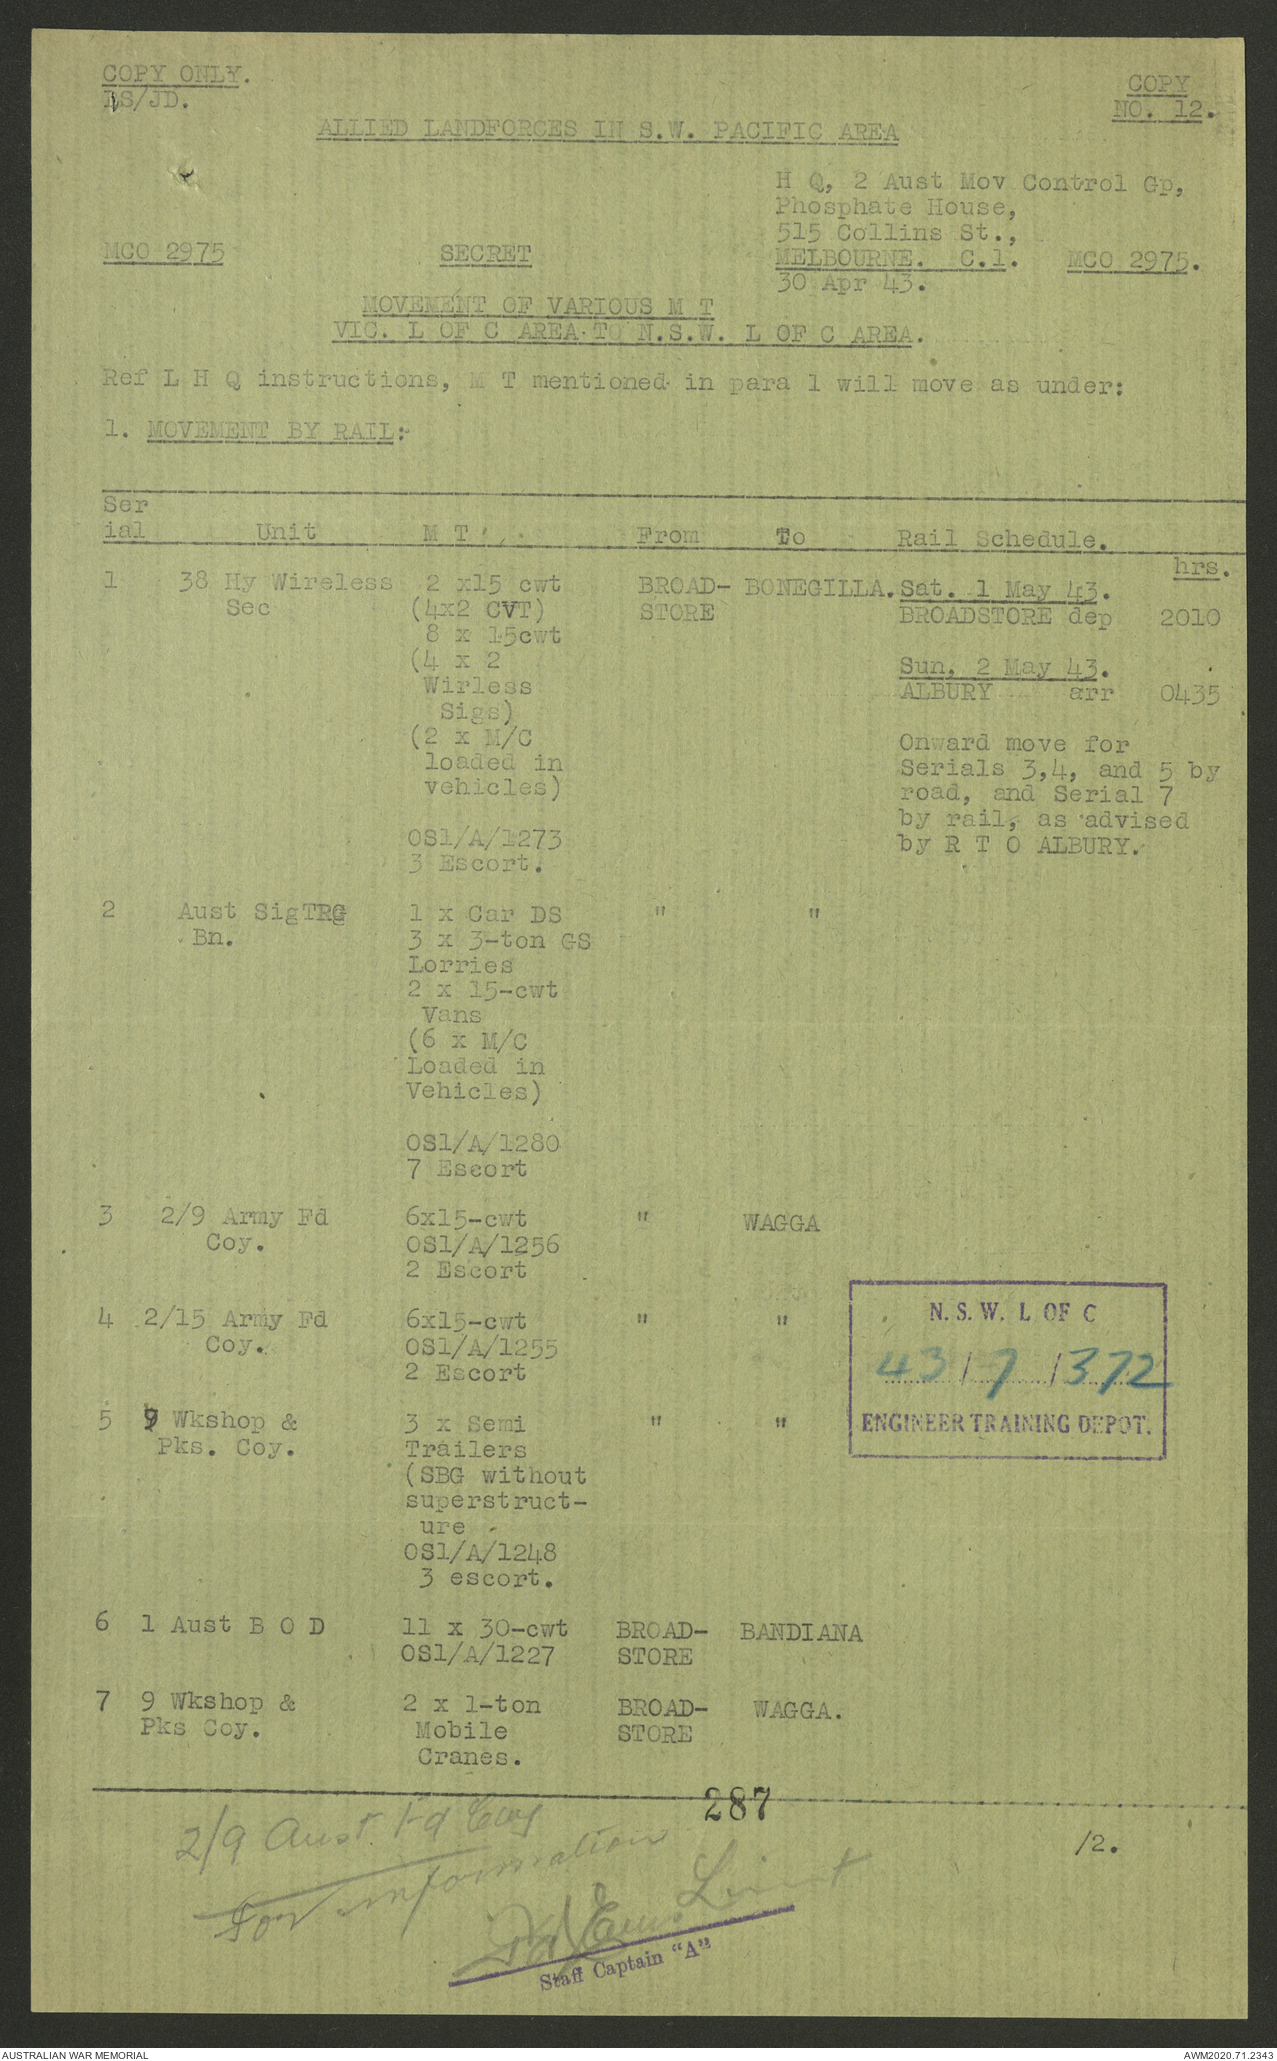 COPY ONLY.
LS/JD.
COPY
NO. 12.
ALLIED LANDFORCES IN S.W. PACIFIC AREA
H Q, 2 Aust Mov Control Gp,
Phosphate House,
515 Collins St.,
MCO 2975 SECRET MELBOURNE. C.1. MCO 2975.
30 Apr 43.
MOVEMENT OF VARIOUS M T
VIC. L OF C AREA TO N.S.W. L OF C AREA.
Ref L H Q instructions, M T mentioned in para 1 will move as under:
1. MOVEMENT BY RAIL:-
Ser
ial Unit M T From To Rail Schedule.
hrs.
1 38 Hy Wireless 2 x15 cwt BROAD- BONEGILLA. Sat. 1 May 43.
Sec (4x2 CVT) STORE BROADSTORE dep 2010
8 x 15cwt
(4 x 2 Sun, 2 May 43.
Wirless ALBURY arr 0435
Sigs)
(2 x M/C Onward move for
loaded in Serials 3,4, and 5 by
vehicles) road, and Serial 7
by rail, as advised
OS1/A/1273 by R T O ALBURY.
3 Escort.
2 Aust SigTRG 1 x Car DS " "
Bn. 3 x 3-ton GS
Lorries
2 x 15-cwt
Vans
(6 x M/C
Loaded in
Vehicles)
OS1/A/1280
7 Escort
3 2/9 Army Fd 6x15-cwt " WAGGA
Coy. OS1/A/1256
2 Escort
4 2/15 Army Fd 6x15-cwt " "
Coy. OS1/A/1255
2 Escort
N.S.W. L OF C
43/7/372
ENGINEER TRAINING DEPOT.
5 9 Wkshop & 3 x Semi " "
Pks. Coy. Trailers
(SBG without
superstruct-
ure
OS1/A/1248
3 escort.
6 1 Aust B O D 11 x 30-cwt BROAD- BANDIANA
OS1/A/1227 STORE
7 9 Wkshop & 2 x 1-ton BROAD- WAGGA.
Pks Coy. Mobile STORE
Cranes.
287
/2.
2/9 Aust Fd Coy
For information
Lieut
Staff Captain "A"
AUSTRALIAN WAR MEMORIAL
AWM2020.71.2343